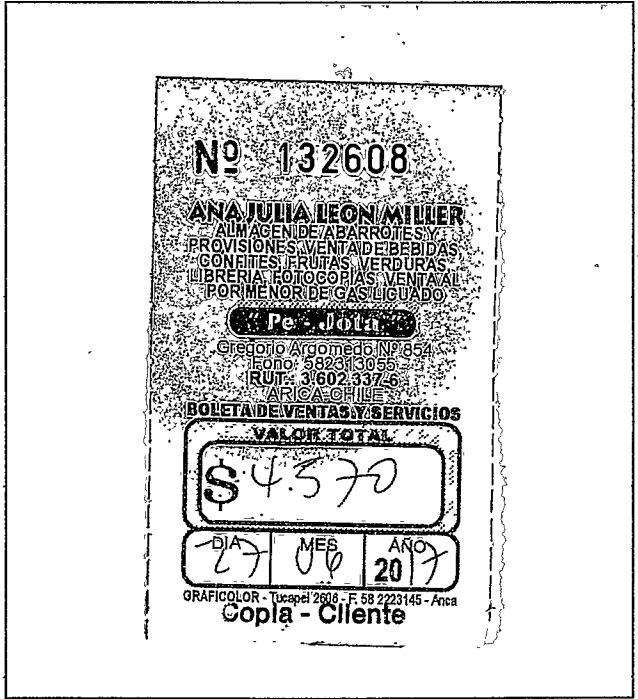 Nº 132608
ANA JULIA LEON MILLER
ALMACEN DE ABARROTES Y
PROVISIONES, VENTA DE BEBIDAS
CONFITES, FRUTAS, VERDURAS,
LIBRERIA, FOTOCOPIAS, VENTA AL
POR MENOR DE GAS LICUADO
"Pe - Jota"
Gregorio Argomedo Nº 854
Fono: 582313055
RUT.: 3.602.337-6
ARICA-CHILE
BOLETA DE VENTAS Y SERVICIOS
VALOR TOTAL
$ 4.570
DIA MES AÑO
27 06 2017
GRAFICOLOR - Tucapel 2606 - F. 58 2223145 - Arica
Copia - Cliente